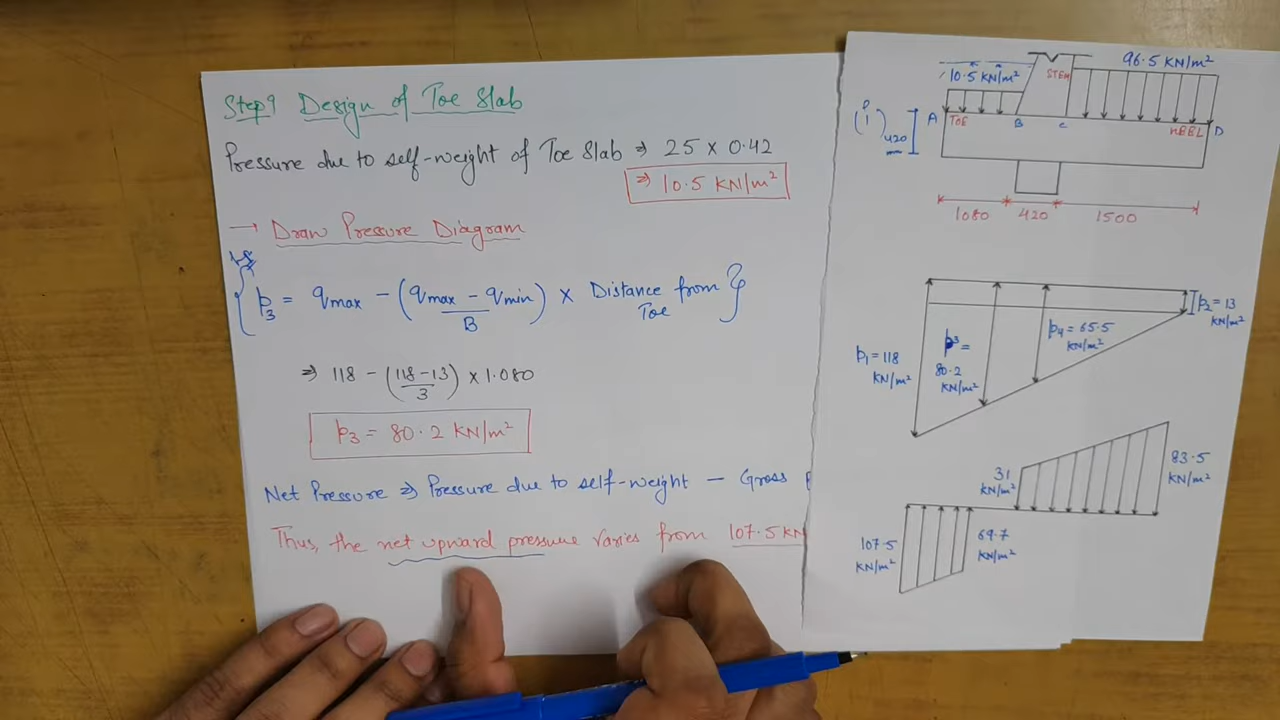 Step 9 Design of Toe Slab
Pressure due to self-weight of Toe Slab ⇒ 25 × 0.42
⇒ 10.5 KN/m²
→ Draw Pressure Diagram
{ p₃ = qmax − (qmax − qmin / B) × Distance from Toe }
⇒ 118 − (118−13 / 3) × 1.080
p₃ = 80.2 KN/m²
Net Pressure ⇒ Pressure due to self-weight − Gross
Thus, the net upward pressure varies from 107.5 KN
10.5 KN/m²
STEM
96.5 KN/m²
420
A TOE B C HEEL D
1080 420 1500
p₂ = 13 KN/m²
p₁ = 118 KN/m²
p³ = 80.2 KN/m²
p₄ = 65.5 KN/m²
31 KN/m²
83.5 KN/m²
107.5 KN/m²
69.7 KN/m²